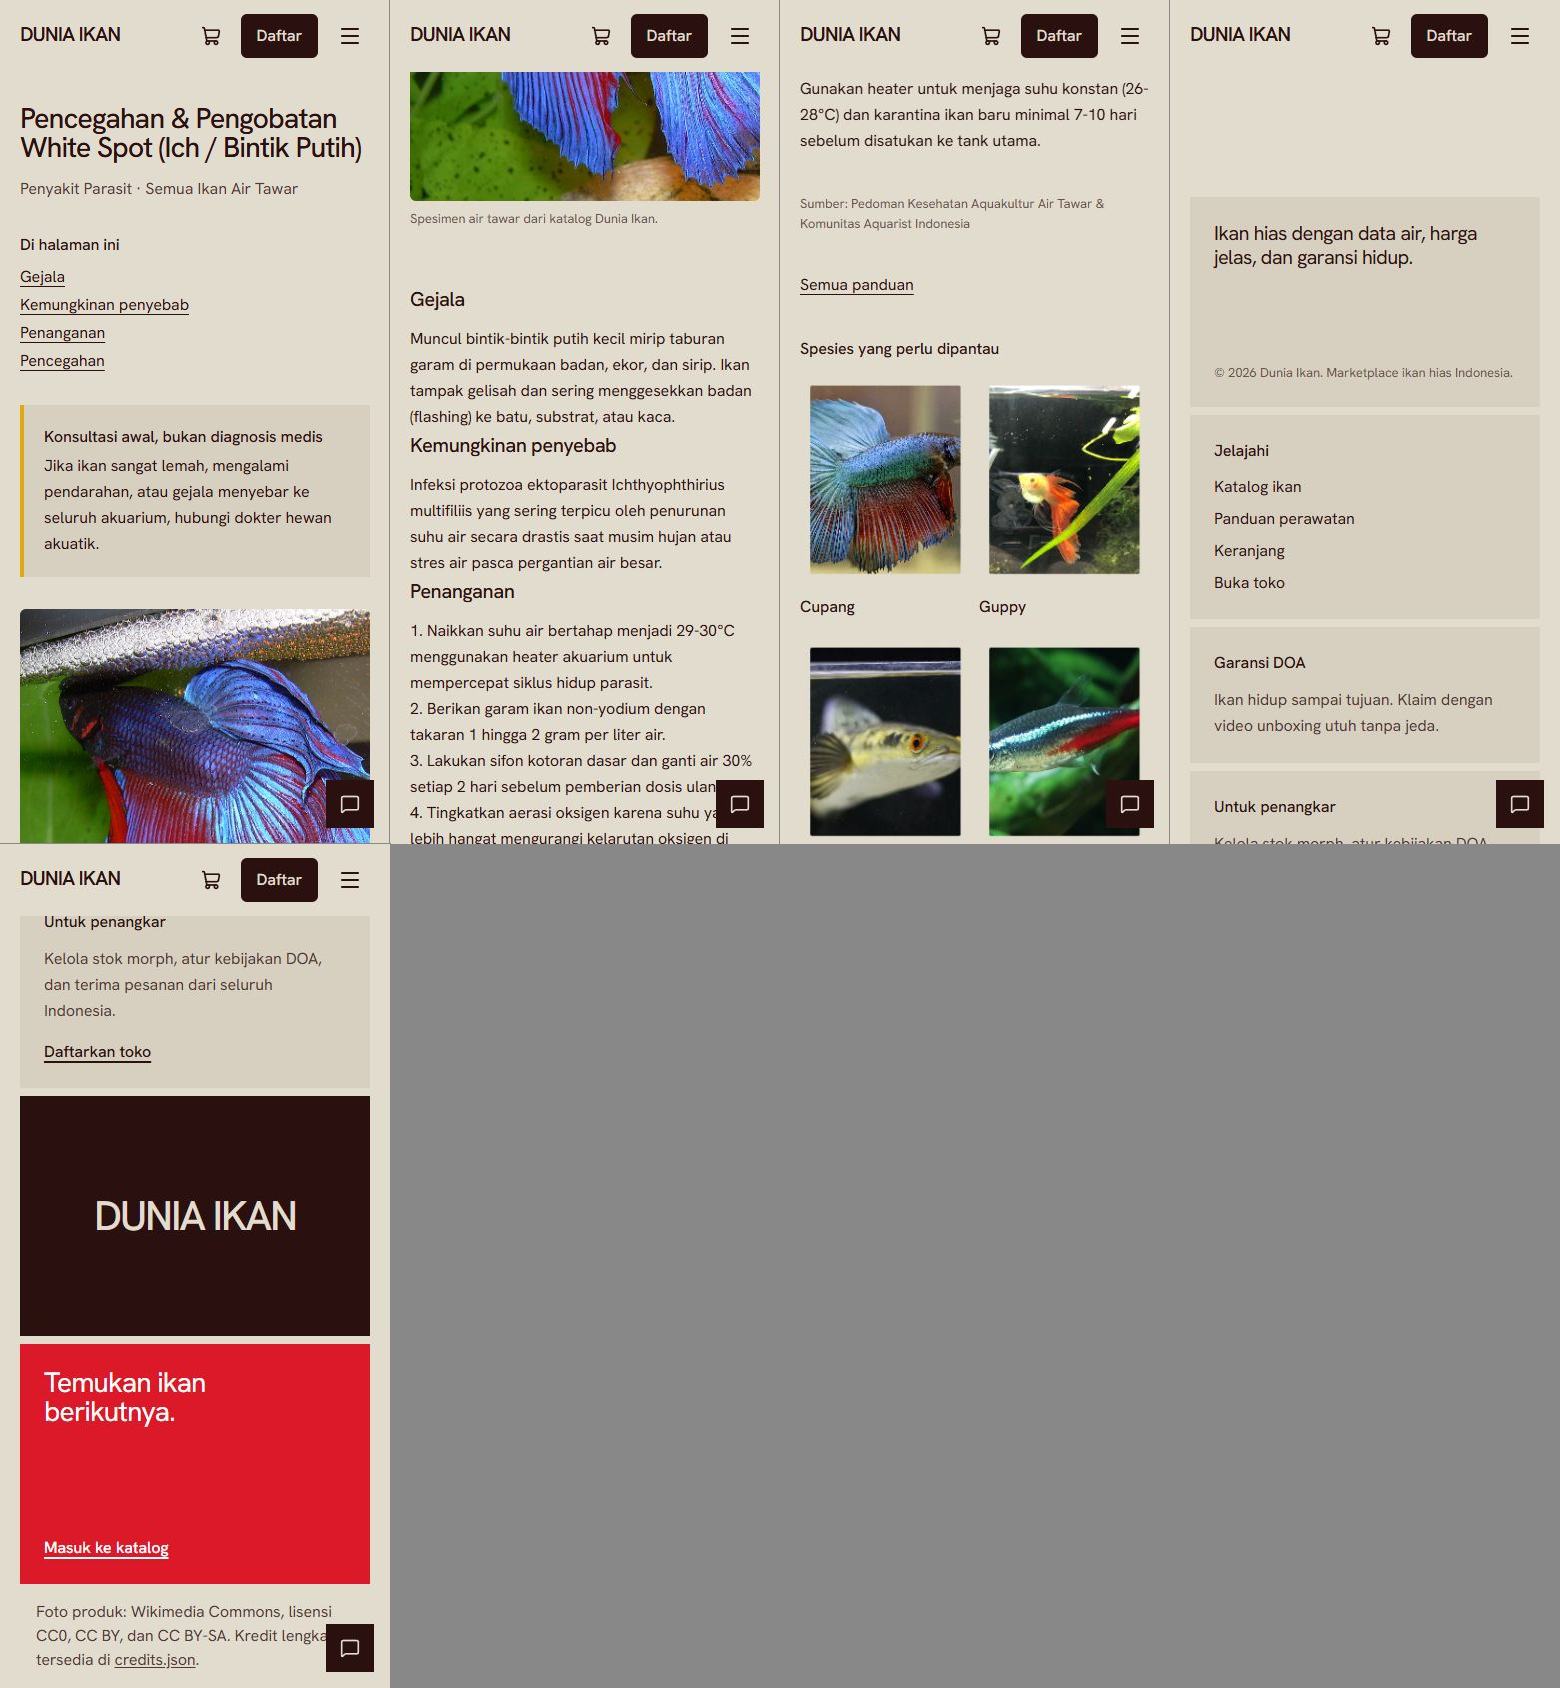 DUNIA IKAN
Daftar
Pencegahan & Pengobatan
White Spot (Ich / Bintik Putih)
Penyakit Parasit · Semua Ikan Air Tawar
Di halaman ini
Gejala
Kemungkinan penyebab
Penanganan
Pencegahan
Konsultasi awal, bukan diagnosis medis
Jika ikan sangat lemah, mengalami
pendarahan, atau gejala menyebar ke
seluruh akuarium, hubungi dokter hewan
akuatik.
DUNIA IKAN
Daftar
Spesimen air tawar dari katalog Dunia Ikan.
Gejala
Muncul bintik-bintik putih kecil mirip taburan
garam di permukaan badan, ekor, dan sirip. Ikan
tampak gelisah dan sering menggesekkan badan
(flashing) ke batu, substrat, atau kaca.
Kemungkinan penyebab
Infeksi protozoa ektoparasit Ichthyophthirius
multifiliis yang sering terpicu oleh penurunan
suhu air secara drastis saat musim hujan atau
stres air pasca pergantian air besar.
Penanganan
1. Naikkan suhu air bertahap menjadi 29-30°C
menggunakan heater akuarium untuk
mempercepat siklus hidup parasit.
2. Berikan garam ikan non-yodium dengan
takaran 1 hingga 2 gram per liter air.
3. Lakukan sifon kotoran dasar dan ganti air 30%
setiap 2 hari sebelum pemberian dosis ulan
4. Tingkatkan aerasi oksigen karena suhu ya
lebih hangat mengurangi kelarutan oksigen di
DUNIA IKAN
Daftar
Gunakan heater untuk menjaga suhu konstan (26-
28°C) dan karantina ikan baru minimal 7-10 hari
sebelum disatukan ke tank utama.
Sumber: Pedoman Kesehatan Aquakultur Air Tawar &
Komunitas Aquarist Indonesia
Semua panduan
Spesies yang perlu dipantau
Cupang
Guppy
DUNIA IKAN
Daftar
Ikan hias dengan data air, harga
jelas, dan garansi hidup.
© 2026 Dunia Ikan. Marketplace ikan hias Indonesia.
Jelajahi
Katalog ikan
Panduan perawatan
Keranjang
Buka toko
Garansi DOA
Ikan hidup sampai tujuan. Klaim dengan
video unboxing utuh tanpa jeda.
Untuk penangkar
Kelola stok morph, atur kebijakan DOA,
DUNIA IKAN
Daftar
Untuk penangkar
Kelola stok morph, atur kebijakan DOA,
dan terima pesanan dari seluruh
Indonesia.
Daftarkan toko
DUNIA IKAN
Temukan ikan
berikutnya.
Masuk ke katalog
Foto produk: Wikimedia Commons, lisensi
CC0, CC BY, dan CC BY-SA. Kredit lengka
tersedia di credits.json.